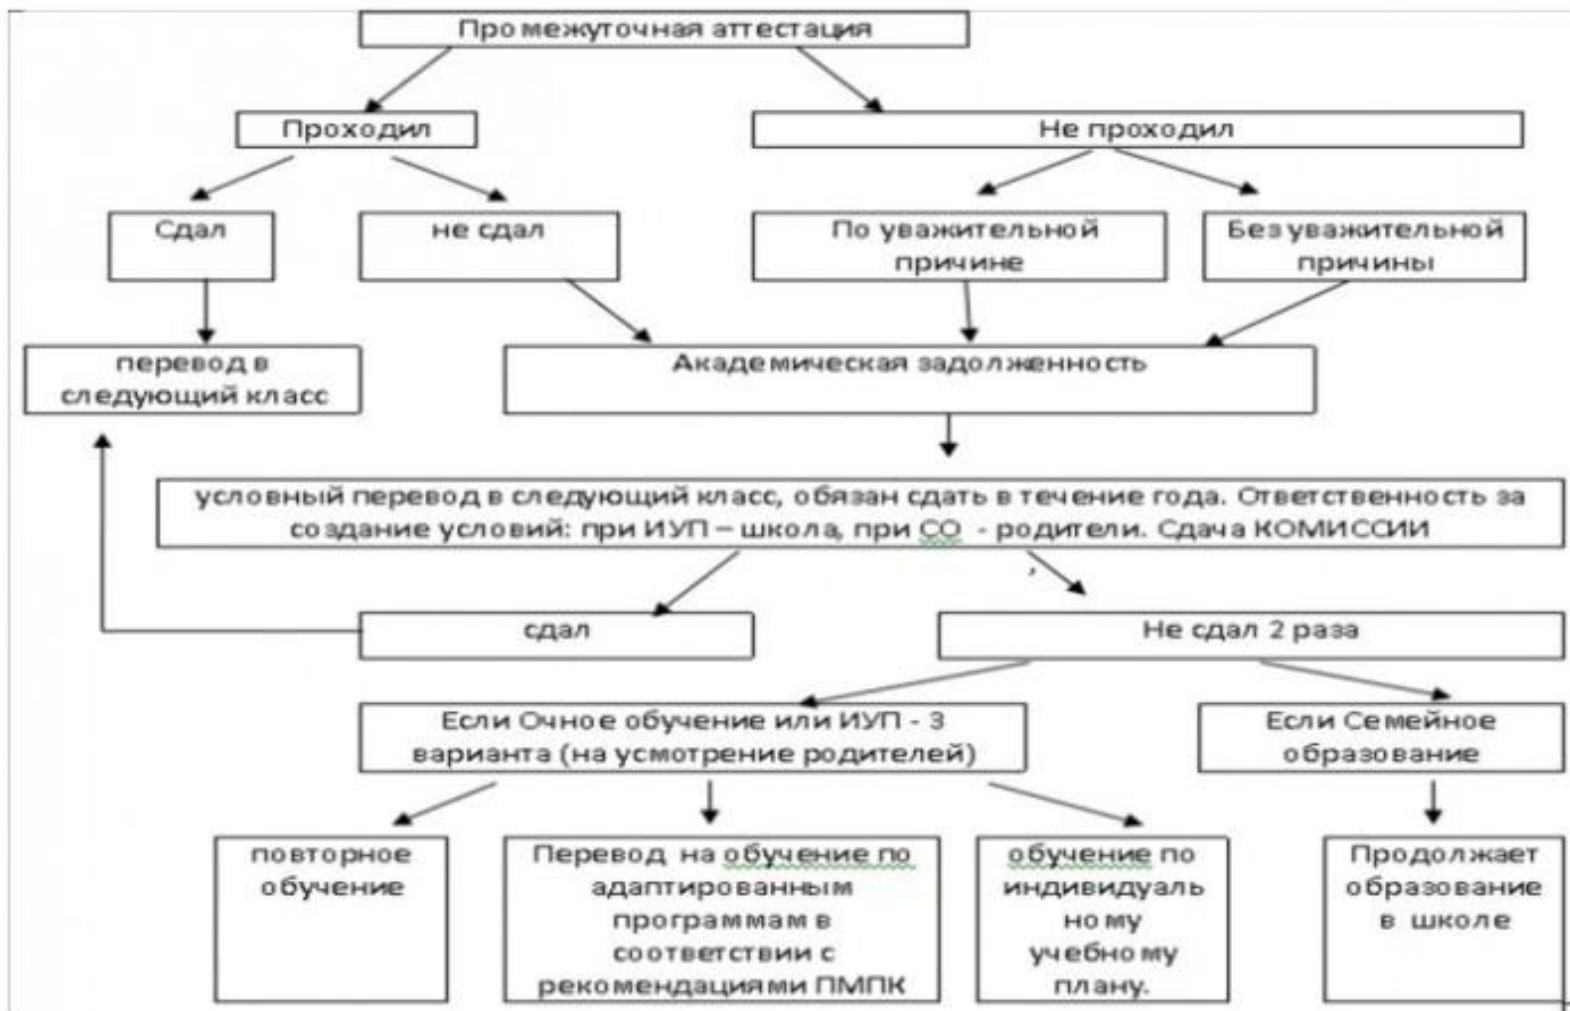 Промежуточная аттестация
Проходил
Не проходил
Сдал
не сдал
По уважительной
причине
Без уважительной
причины
перевод в
следующий класс
Академическая задолженность
условный перевод в следующий класс, обязан сдать в течение года. Ответственность за
создание условий: при ИУП – школа, при СО - родители. Сдача КОМИССИИ
,
сдал
Не сдал 2 раза
Если Очное обучение или ИУП - 3
варианта (на усмотрение родителей)
Если Семейное
образование
повторное
обучение
Перевод на обучение по
адаптированным
программам в
соответствии с
рекомендациями ПМПК
обучение по
индивидуаль
ному
учебному
плану.
Продолжает
образование
в школе